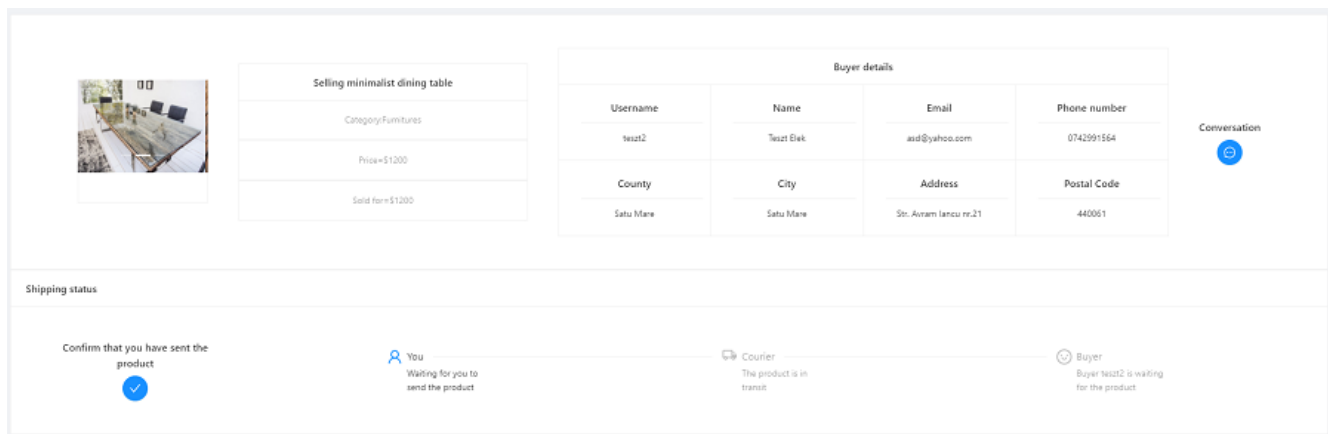 Selling minimalist dining table
Category:Furnitures
Price=$1200
Sold for=$1200
Buyer details
Username
Name
Email
Phone number
teszt2
Teszt Elek
asd@yahoo.com
0742991564
County
City
Address
Postal Code
Satu Mare
Satu Mare
Str. Avram Iancu nr.21
440061
Conversation
Shipping status
Confirm that you have sent the
product
You
Waiting for you to
send the product
Courier
The product is in
transit
Buyer
Buyer teszt2 is waiting
for the product